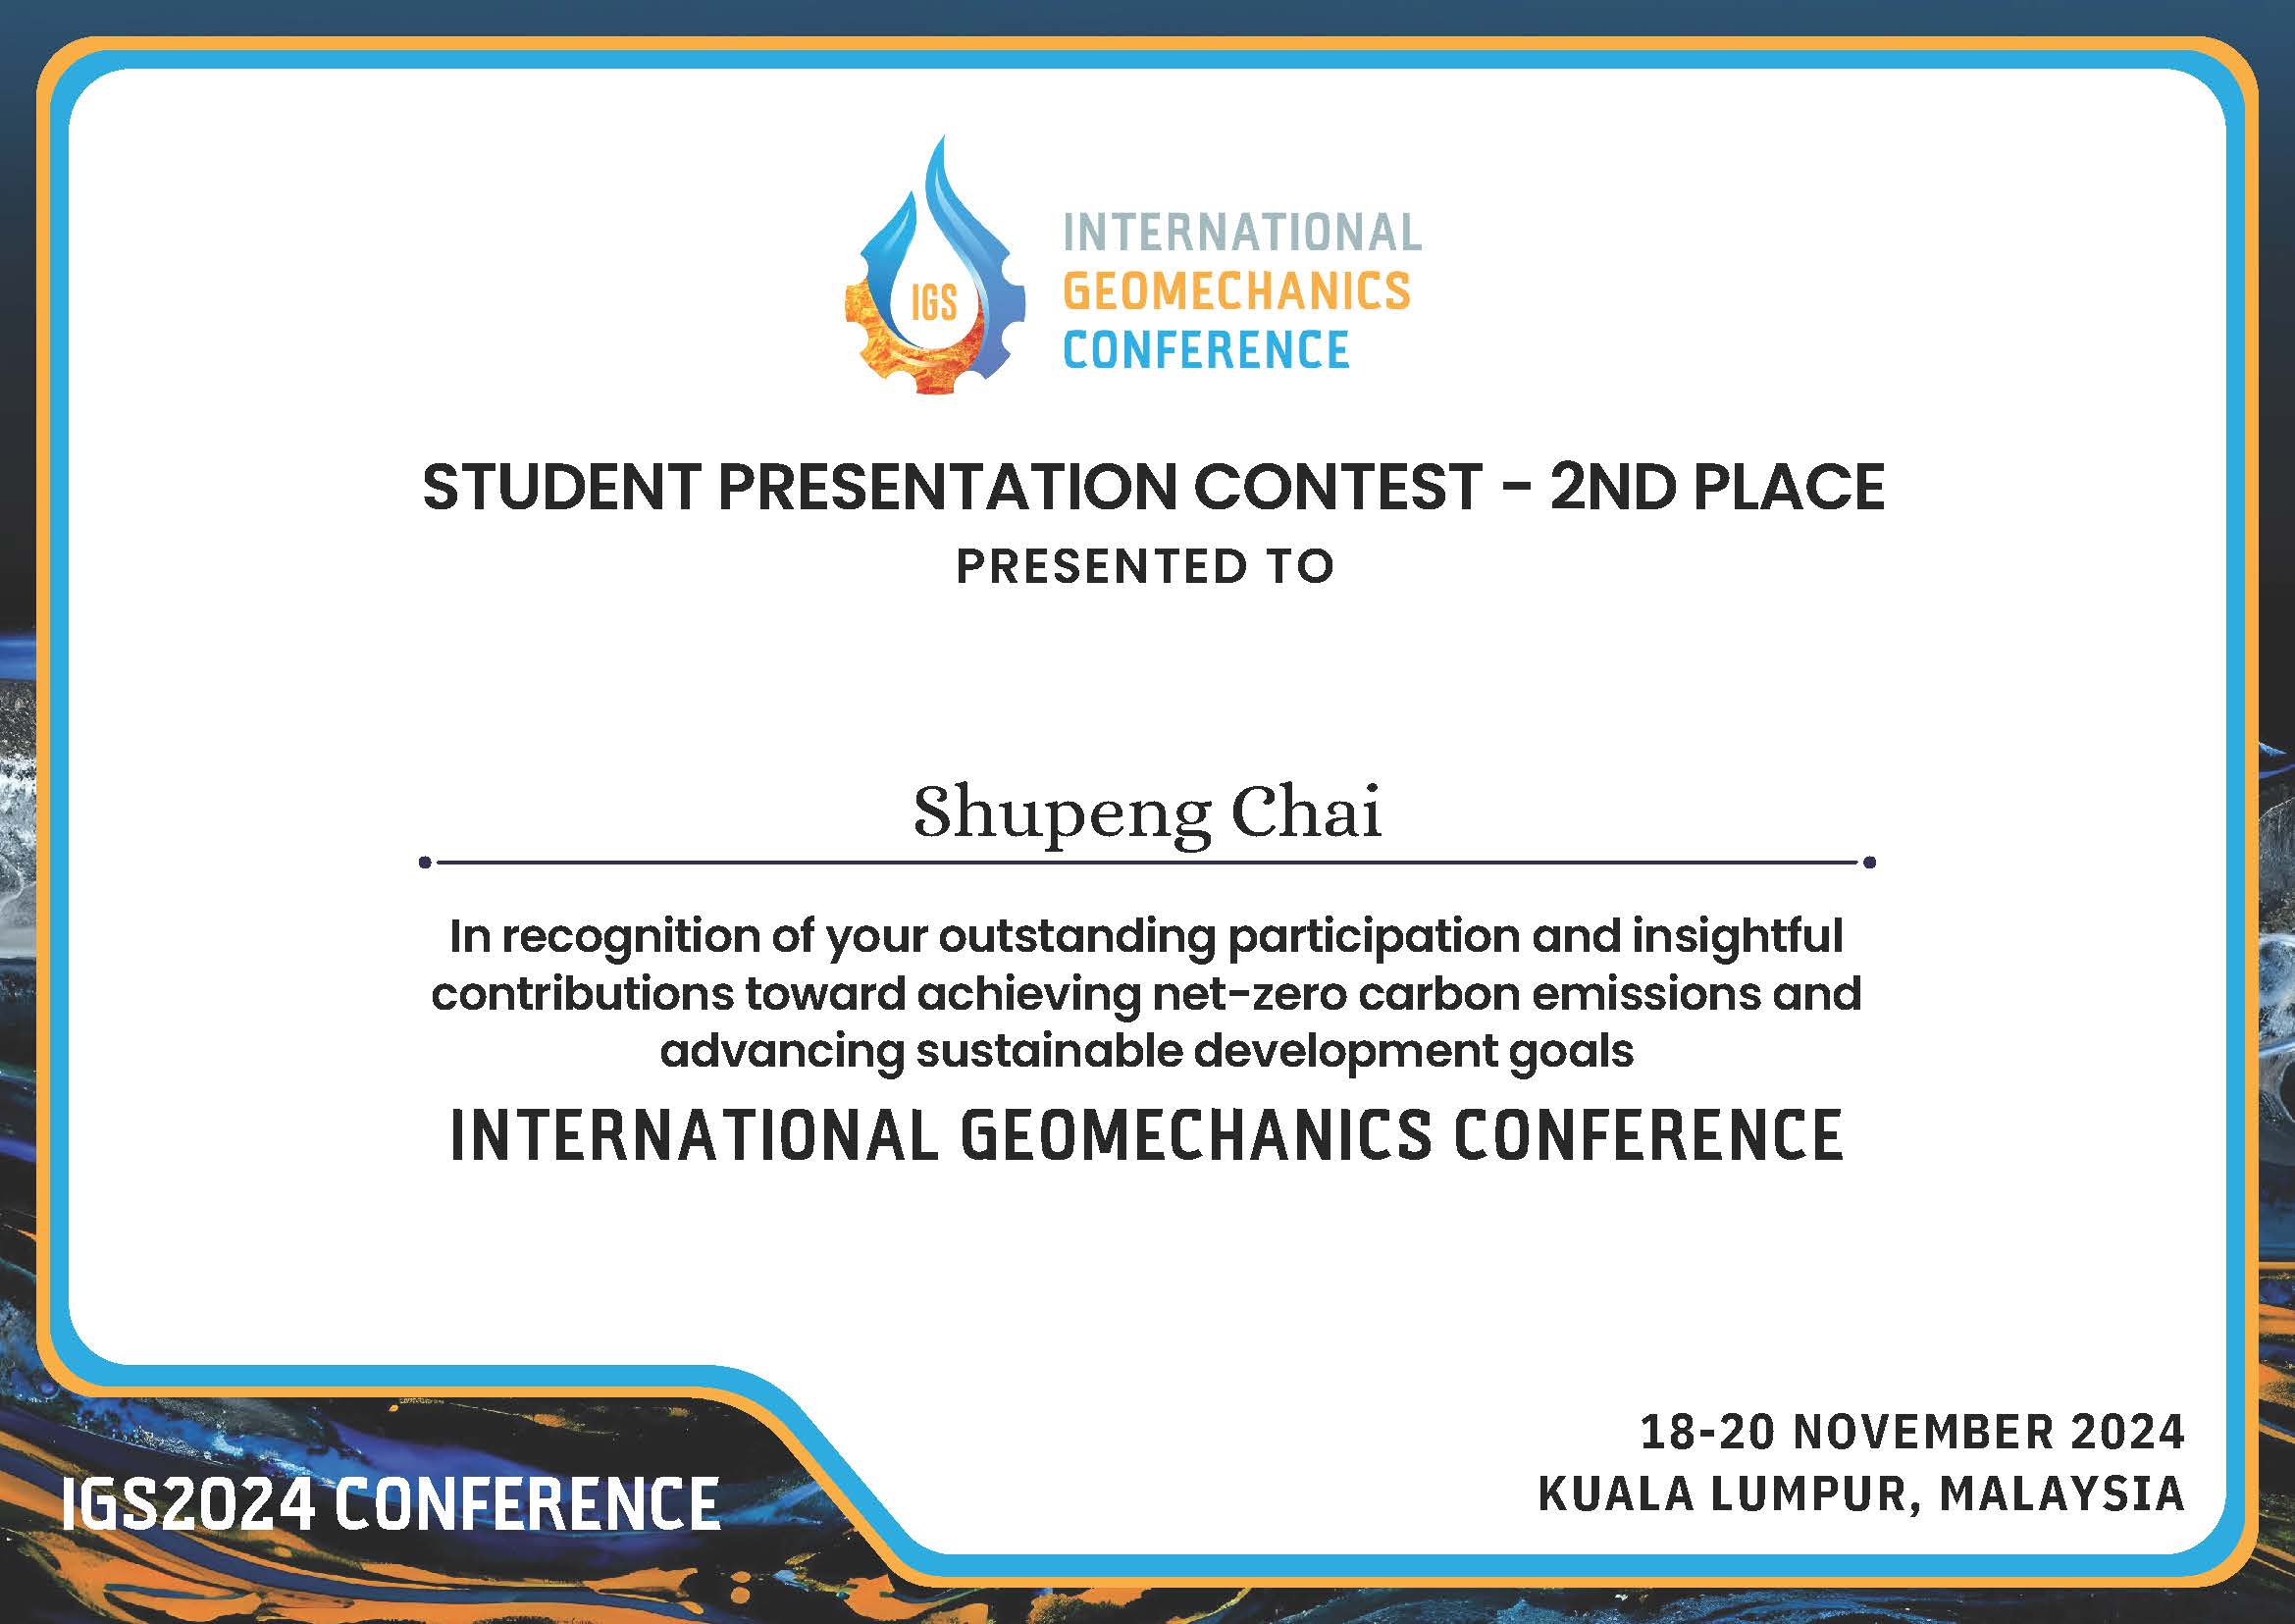 IGS
INTERNATIONAL
GEOMECHANICS
CONFERENCE
STUDENT PRESENTATION CONTEST - 2ND PLACE
PRESENTED TO
Shupeng Chai
In recognition of your outstanding participation and insightful
contributions toward achieving net-zero carbon emissions and
advancing sustainable development goals
INTERNATIONAL GEOMECHANICS CONFERENCE
18-20 NOVEMBER 2024
KUALA LUMPUR, MALAYSIA
IGS2024 CONFERENCE